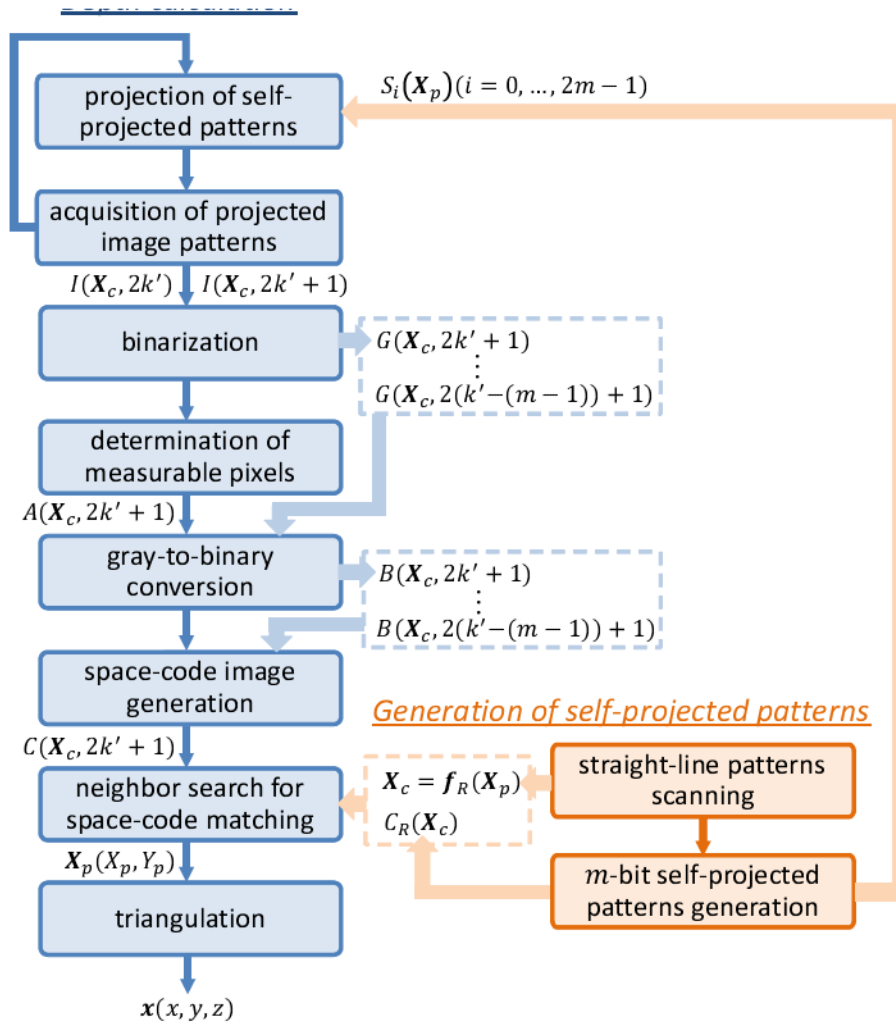 projection of self-
projected patterns
S_i(X_p)(i = 0, …, 2m − 1)
acquisition of projected
image patterns
I(X_c, 2k′) I(X_c, 2k′ + 1)
binarization
G(X_c, 2k′ + 1)
⋮
G(X_c, 2(k′−(m − 1)) + 1)
determination of
measurable pixels
A(X_c, 2k′ + 1)
gray-to-binary
conversion
B(X_c, 2k′ + 1)
⋮
B(X_c, 2(k′−(m − 1)) + 1)
space-code image
generation
C(X_c, 2k′ + 1)
Generation of self-projected patterns
neighbor search for
space-code matching
X_c = f_R(X_p)
C_R(X_c)
straight-line patterns
scanning
X_p(X_p, Y_p)
m-bit self-projected
patterns generation
triangulation
x(x, y, z)